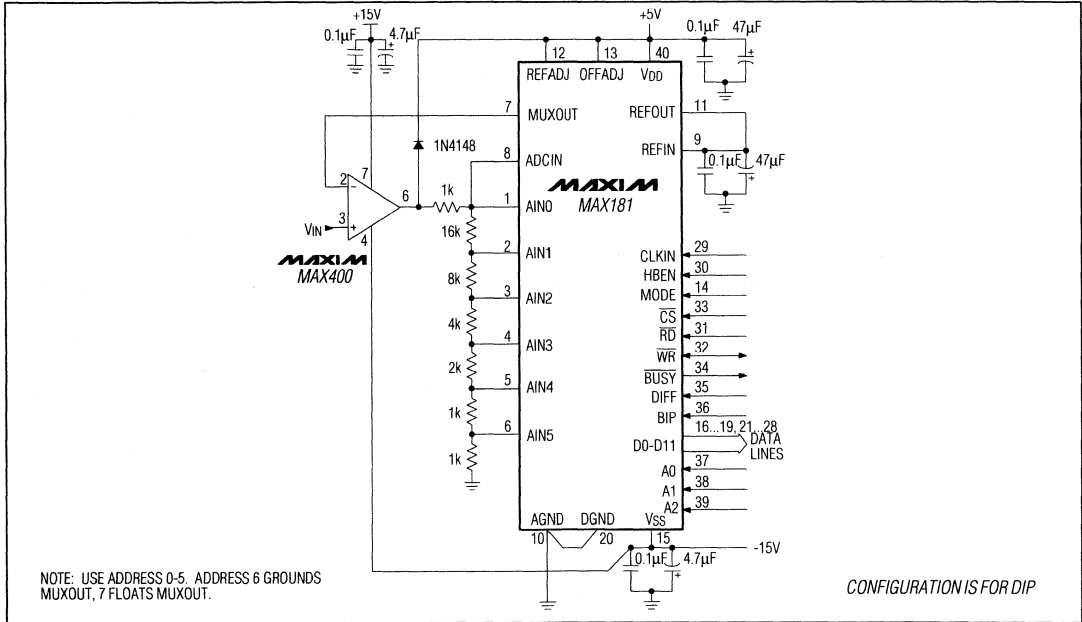 +15V
+5V
0.1µF
4.7µF
0.1µF
47µF
12
13
40
REFADJ
OFFADJ
VDD
7
MUXOUT
REFOUT
11
1N4148
REFIN
9
8
ADCIN
0.1µF
47µF
7
2
−
6
1k
1
AIN0
MAXIM
MAX181
VIN
3
+
4
16k
MAXIM
MAX400
2
AIN1
CLKIN
29
8k
HBEN
30
3
AIN2
MODE
14
CS
33
4k
RD
31
4
AIN3
WR
32
2k
BUSY
34
5
AIN4
DIFF
35
1k
BIP
36
6
AIN5
16...19, 21...28
D0-D11
DATA
LINES
1k
A0
37
A1
38
A2
39
AGND
DGND
VSS
10
20
15
-15V
0.1µF
4.7µF
NOTE: USE ADDRESS 0-5. ADDRESS 6 GROUNDS
MUXOUT, 7 FLOATS MUXOUT.
CONFIGURATION IS FOR DIP